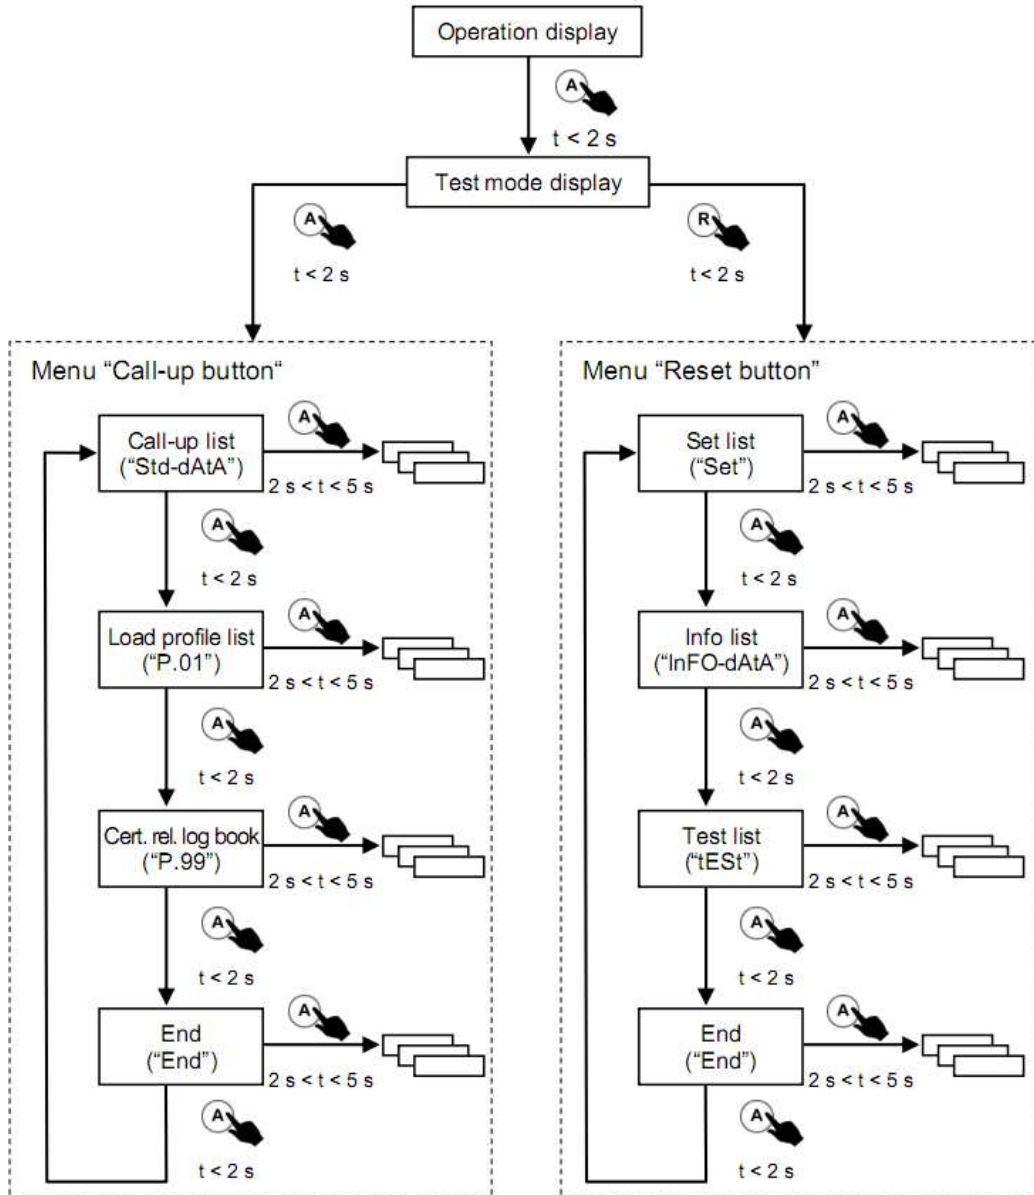 Operation display
A
t < 2 s
Test mode display
A
t < 2 s
R
t < 2 s
Menu “Call-up button“
Call-up list
(“Std-dAtA”)
A
2 s < t < 5 s
A
t < 2 s
Load profile list
(“P.01”)
A
2 s < t < 5 s
A
t < 2 s
Cert. rel. log book
(“P.99”)
A
2 s < t < 5 s
A
t < 2 s
End
(“End”)
A
2 s < t < 5 s
A
t < 2 s
Menu “Reset button”
Set list
(“Set”)
A
2 s < t < 5 s
A
t < 2 s
Info list
(“InFO-dAtA”)
A
2 s < t < 5 s
A
t < 2 s
Test list
(“tESt”)
A
2 s < t < 5 s
A
t < 2 s
End
(“End”)
A
2 s < t < 5 s
A
t < 2 s